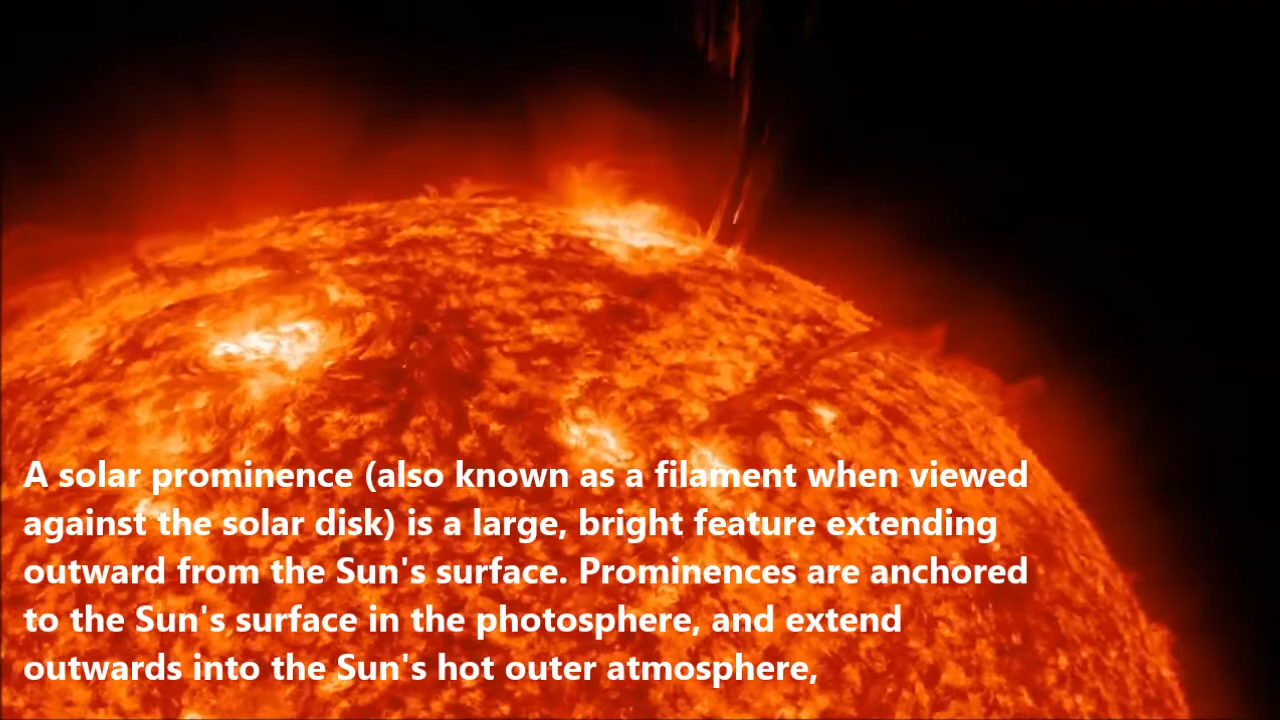 A solar prominence (also known as a filament when viewed
against the solar disk) is a large, bright feature extending
outward from the Sun's surface. Prominences are anchored
to the Sun's surface in the photosphere, and extend
outwards into the Sun's hot outer atmosphere,